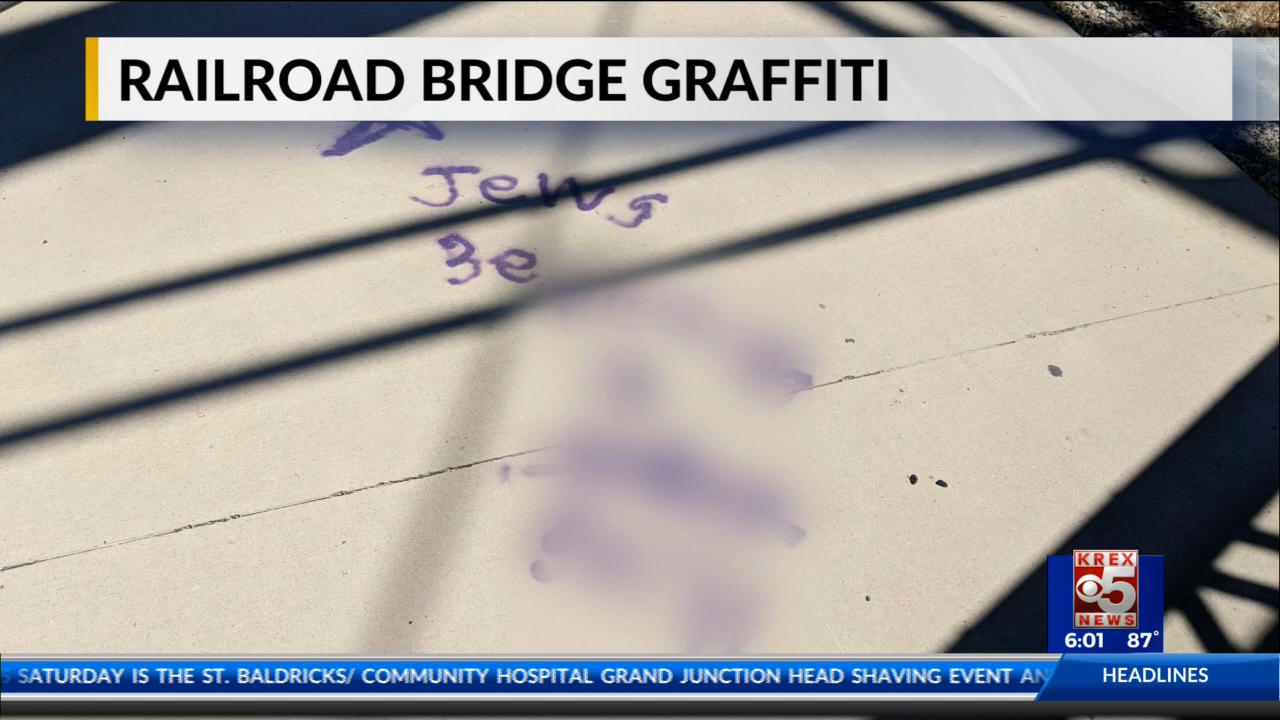 RAILROAD BRIDGE GRAFFITI
Jews
3e
KREX
5
NEWS
6:01 87°
SATURDAY IS THE ST. BALDRICKS/ COMMUNITY HOSPITAL GRAND JUNCTION HEAD SHAVING EVENT AN
HEADLINES